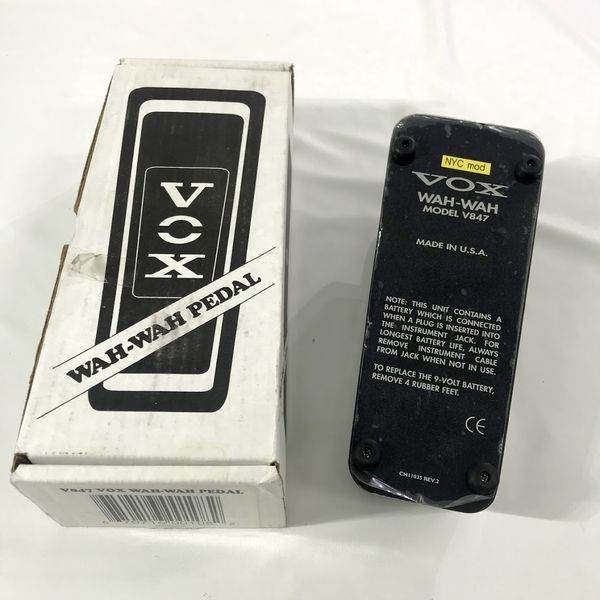 VOX
WAH-WAH PEDAL
V847 VOX WAH-WAH PEDAL
NYC mod
VOX
WAH-WAH
MODEL V847
MADE IN U.S.A.
NOTE: THIS UNIT CONTAINS A
BATTERY WHICH IS CONNECTED
WHEN A PLUG IS INSERTED INTO
THE INSTRUMENT JACK. FOR
LONGEST BATTERY LIFE, ALWAYS
REMOVE INSTRUMENT CABLE
FROM JACK WHEN NOT IN USE.
TO REPLACE THE 9-VOLT BATTERY,
REMOVE 4 RUBBER FEET.
CE
CH11035 REV.2